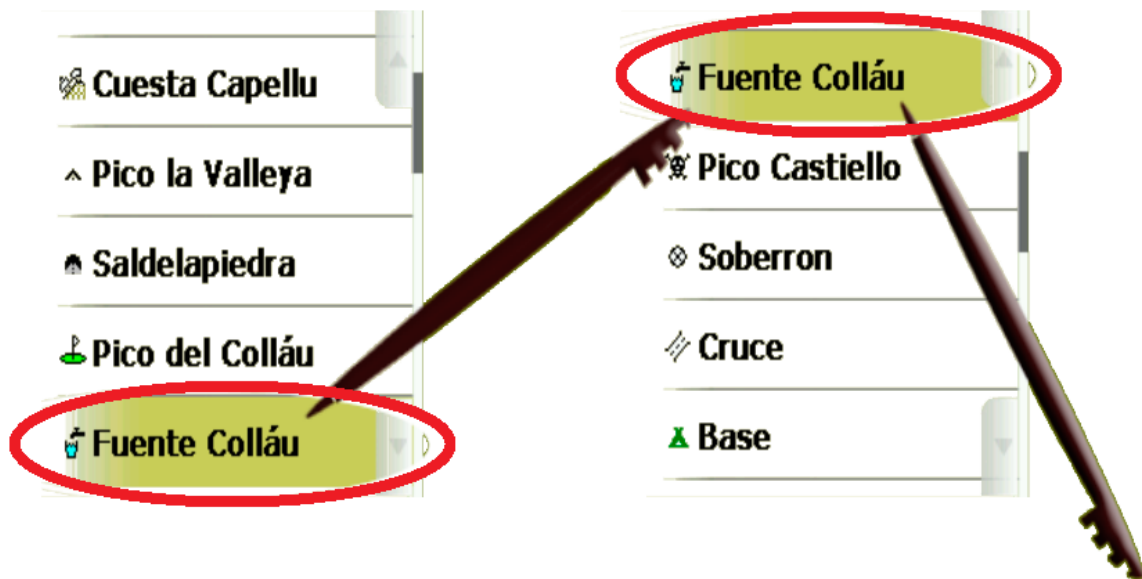 Cuesta Capellu
Pico la Valleya
Saldelapiedra
Pico del Colláu
Fuente Colláu
Fuente Colláu
Pico Castiello
Soberron
Cruce
Base